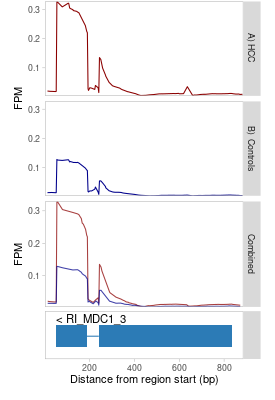 0.3
0.2
0.1
A) HCC
FPM
0.3
0.2
0.1
B) Controls
0.3
0.2
0.1
Combined
FPM
< RI_MDC1_3
200 400 600 800
Distance from region start (bp)